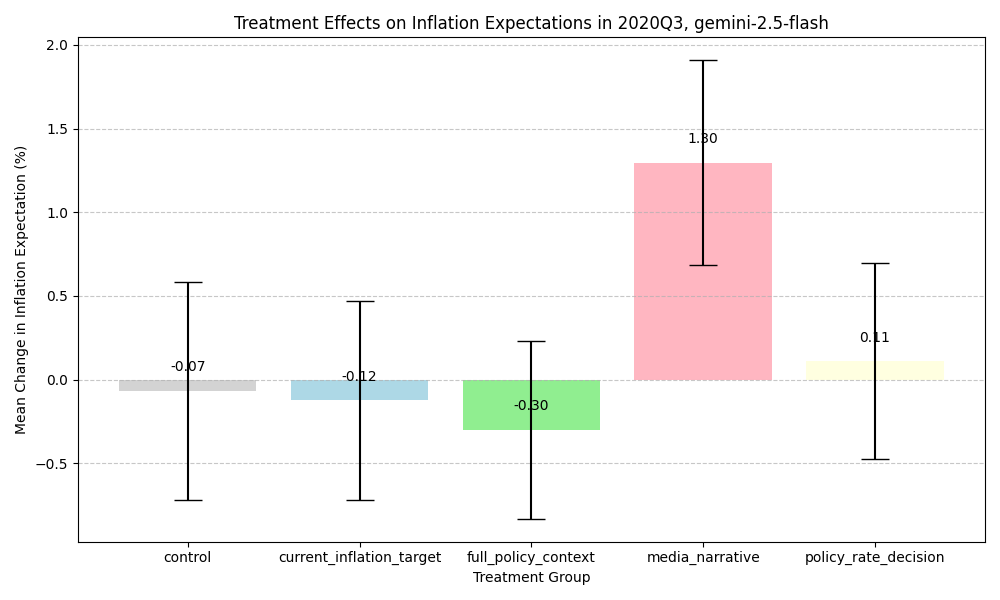 Treatment Effects on Inflation Expectations in 2020Q3, gemini-2.5-flash
Mean Change in Inflation Expectation (%)
2.0
1.5
1.0
0.5
0.0
−0.5
-0.07
-0.12
-0.30
1.30
0.11
control
current_inflation_target
full_policy_context
media_narrative
policy_rate_decision
Treatment Group